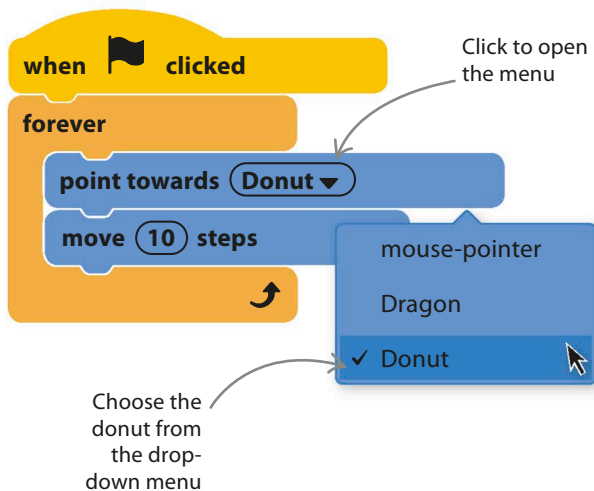 when clicked
Click to open
the menu
forever
point towards Donut
move 10 steps
mouse-pointer
Dragon
Donut
Choose the
donut from
the drop-
down menu